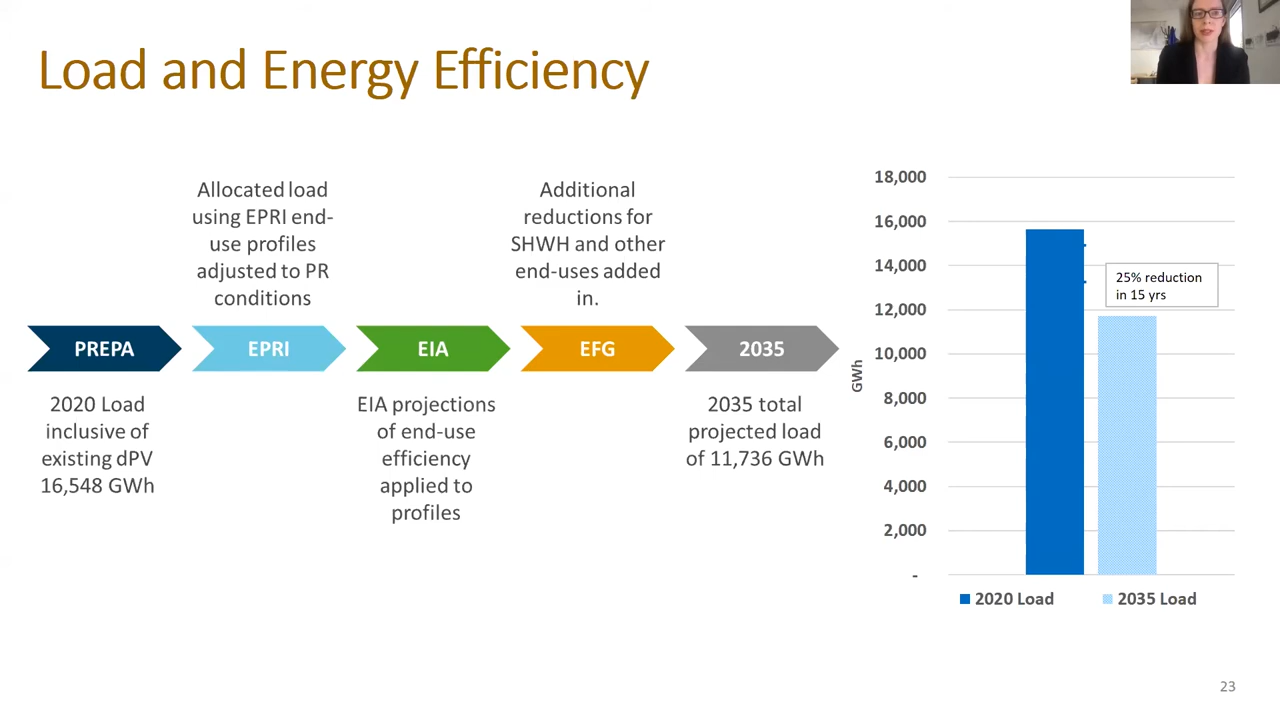 Load and Energy Efficiency
Allocated load
using EPRI end-
use profiles
adjusted to PR
conditions
Additional
reductions for
SHWH and other
end-uses added
in.
PREPA
EPRI
EIA
EFG
2035
2020 Load
inclusive of
existing dPV
16,548 GWh
EIA projections
of end-use
efficiency
applied to
profiles
2035 total
projected load
of 11,736 GWh
18,000
16,000
14,000
12,000
10,000
8,000
6,000
4,000
2,000
-
GWh
25% reduction
in 15 yrs
2020 Load
2035 Load
23